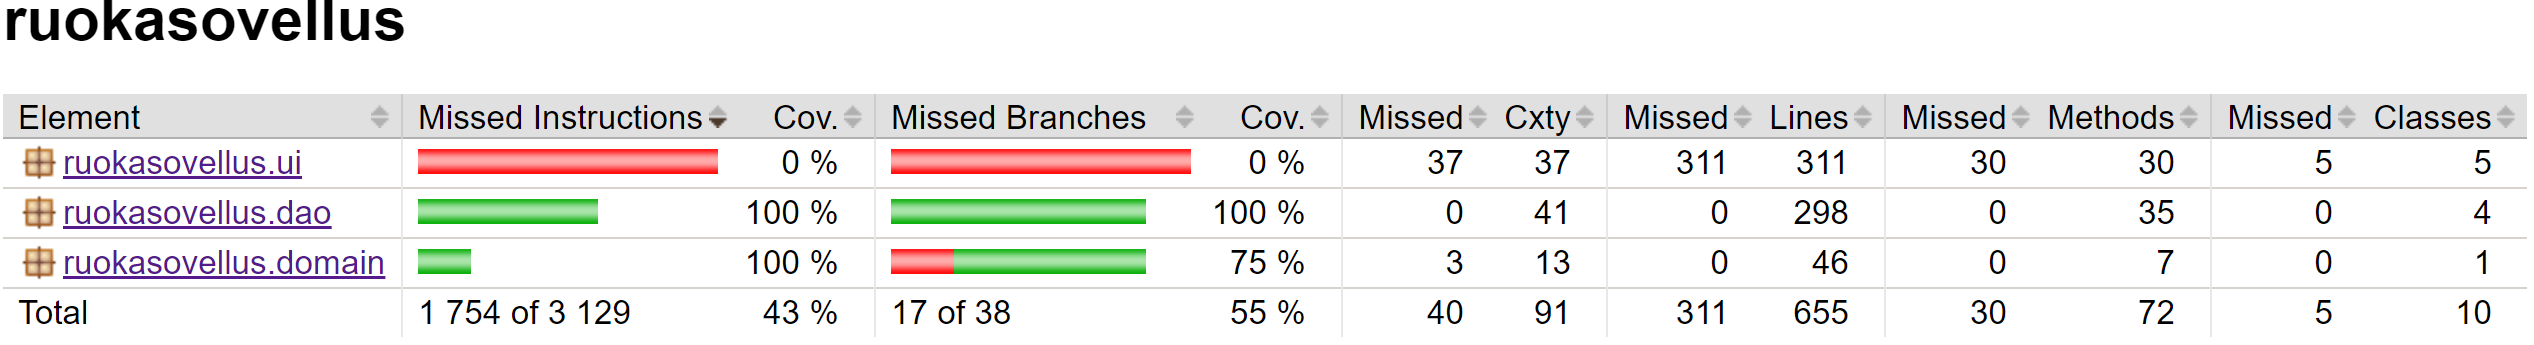 ruokasovellus
Element Missed Instructions Cov. Missed Branches Cov. Missed Cxty Missed Lines Missed Methods Missed Classes
ruokasovellus.ui 0 % 0 % 37 37 311 311 30 30 5 5
ruokasovellus.dao 100 % 100 % 0 41 0 298 0 35 0 4
ruokasovellus.domain 100 % 75 % 3 13 0 46 0 7 0 1
Total 1 754 of 3 129 43 % 17 of 38 55 % 40 91 311 655 30 72 5 10